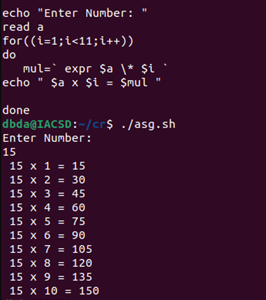 echo "Enter Number: "
read a
for((i=1;i<11;i++))
do
   mul=` expr $a \* $i `
echo " $a x $i = $mul "

done
dbda@IACSD:~/cr$ ./asg.sh
Enter Number:
15
 15 x 1 = 15
 15 x 2 = 30
 15 x 3 = 45
 15 x 4 = 60
 15 x 5 = 75
 15 x 6 = 90
 15 x 7 = 105
 15 x 8 = 120
 15 x 9 = 135
 15 x 10 = 150